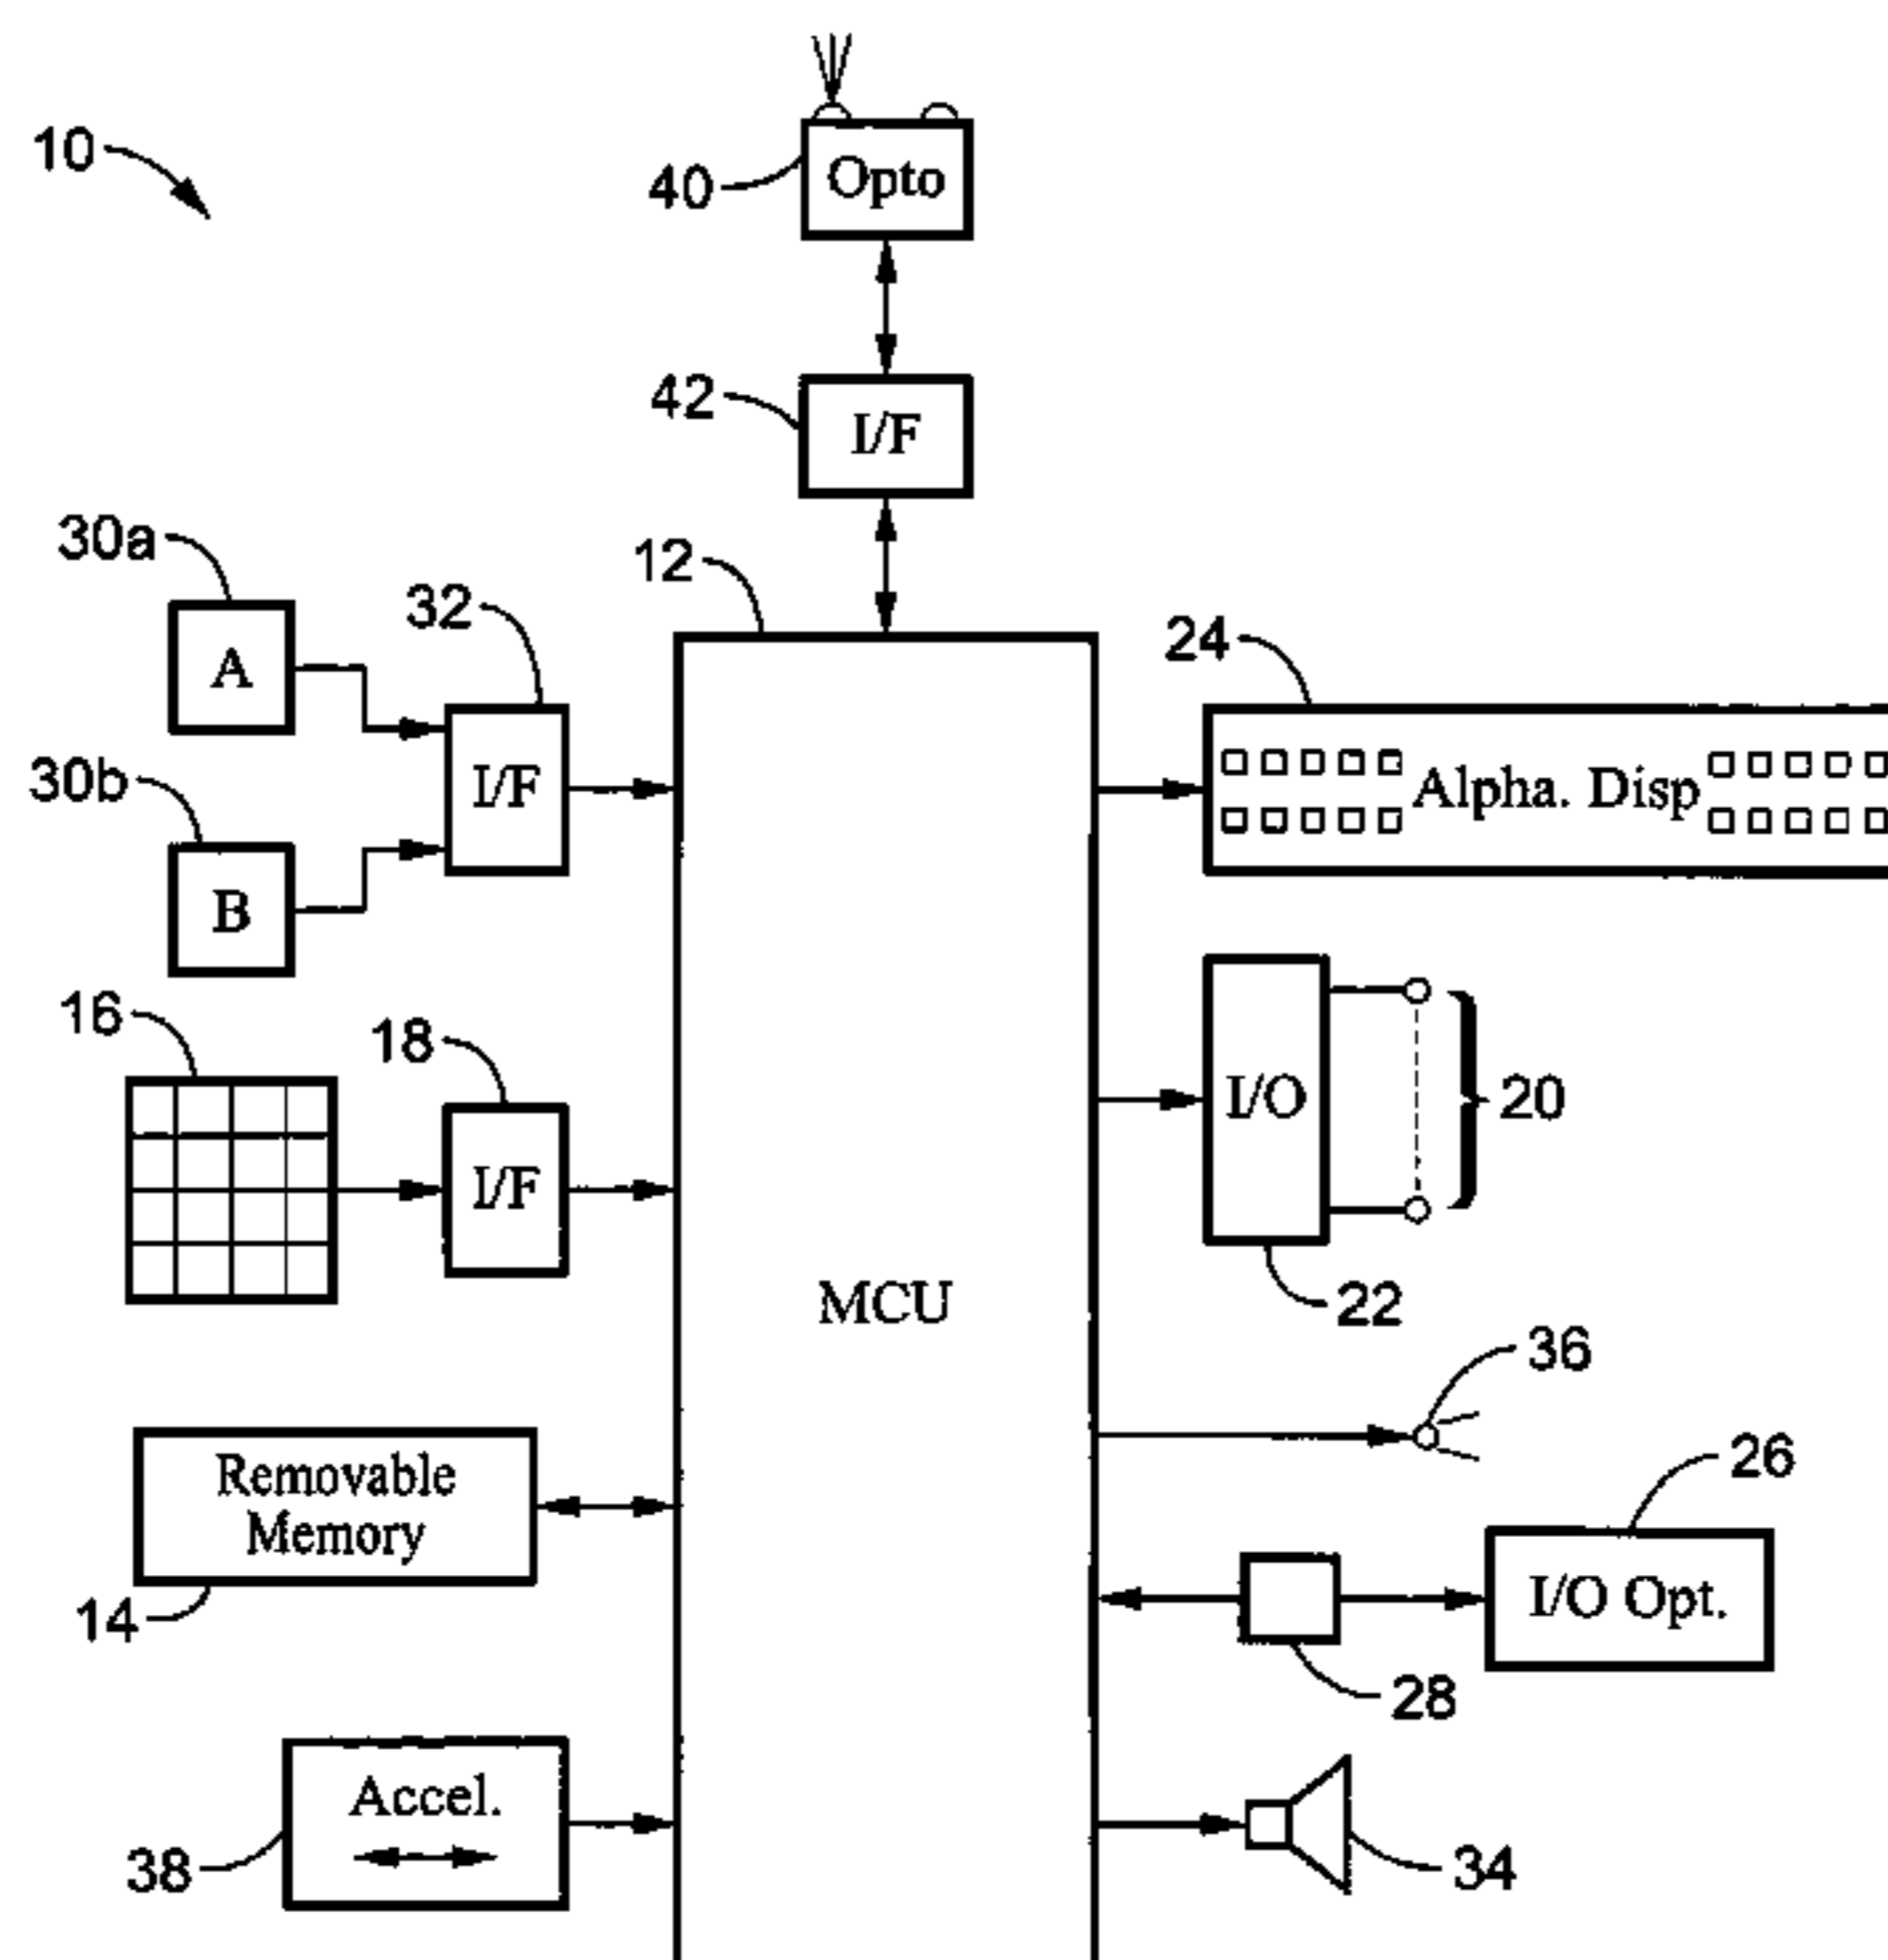 10
40
Opto
42
I/F
30a
12
32
24
A
30b
I/F
Alpha. Disp
B
16
18
I/O
20
I/F
MCU
22
36
26
Removable
Memory
I/O Opt.
14
28
Accel.
38
34